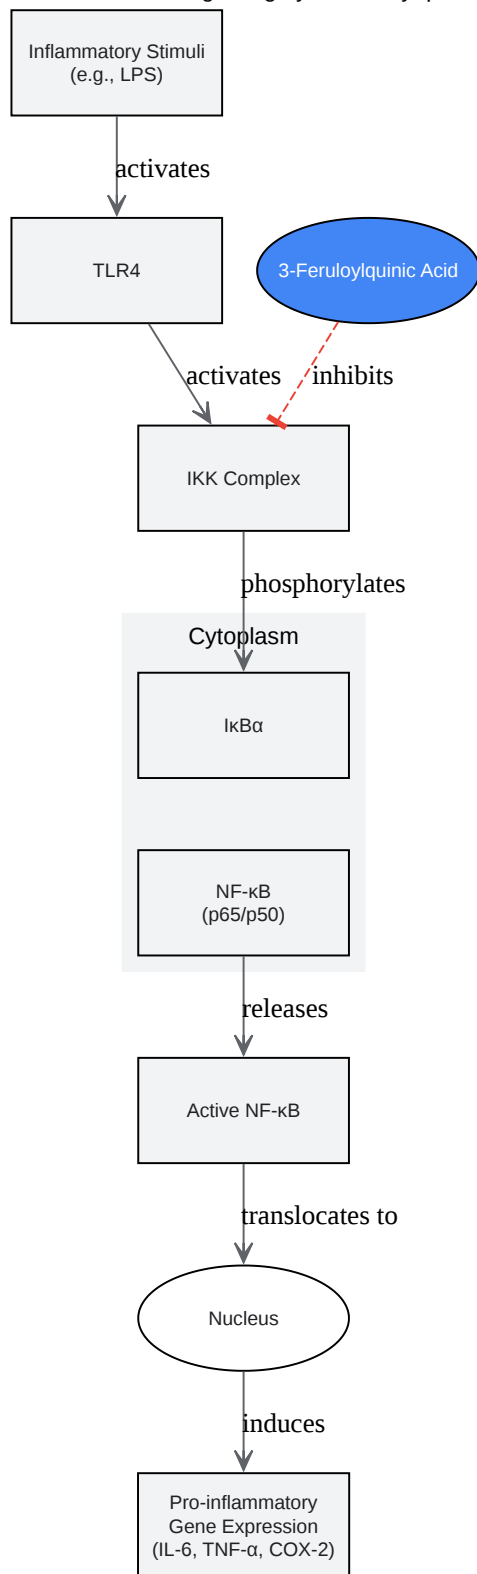 Inflammatory Stimuli
(e.g., LPS)
activates
TLR4
3-Feruloylquinic Acid
activates
inhibits
IKK Complex
phosphorylates
Cytoplasm
IκBα
NF-κB
(p65/p50)
releases
Active NF-κB
translocates to
Nucleus
induces
Pro-inflammatory
Gene Expression
(IL-6, TNF-α, COX-2)